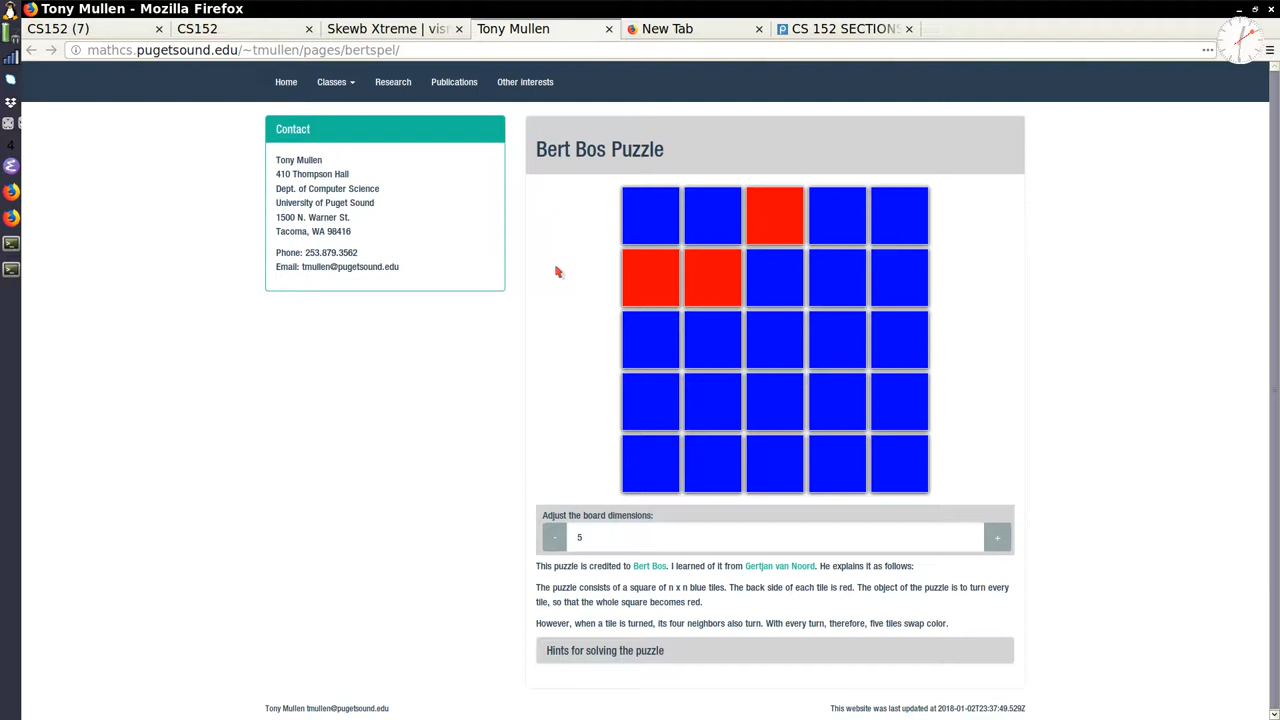 Tony Mullen - Mozilla Firefox
CS152 (7) × CS152 × Skewb Xtreme | vis × Tony Mullen × New Tab × CS 152 SECTIONS ×
mathcs.pugetsound.edu/~tmullen/pages/bertspel/
Home Classes Research Publications Other interests
Contact
Tony Mullen
410 Thompson Hall
Dept. of Computer Science
University of Puget Sound
1500 N. Warner St.
Tacoma, WA 98416
Phone: 253.879.3562
Email: tmullen@pugetsound.edu
4
Bert Bos Puzzle
Adjust the board dimensions:
- 5 +
This puzzle is credited to Bert Bos. I learned of it from Gertjan van Noord. He explains it as follows:
The puzzle consists of a square of n x n blue tiles. The back side of each tile is red. The object of the puzzle is to turn every
tile, so that the whole square becomes red.
However, when a tile is turned, its four neighbors also turn. With every turn, therefore, five tiles swap color.
Hints for solving the puzzle
Tony Mullen tmullen@pugetsound.edu
This website was last updated at 2018-01-02T23:37:49.529Z